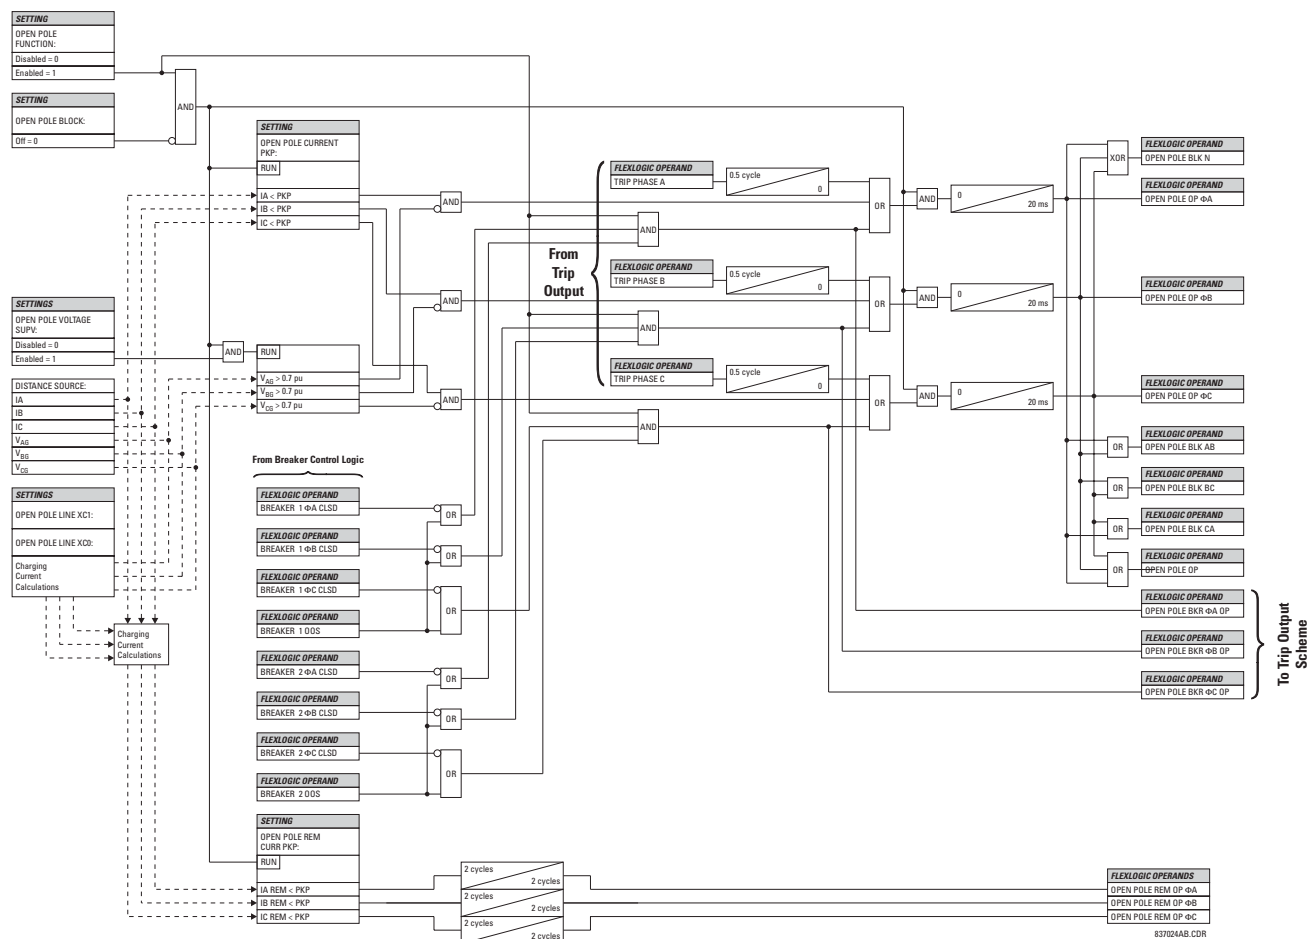 SETTING
OPEN POLE
FUNCTION:
Disabled = 0
Enabled = 1
SETTING
OPEN POLE BLOCK:
Off = 0
AND
SETTING
OPEN POLE CURRENT
PKP:
RUN
IA < PKP
IB < PKP
IC < PKP
SETTINGS
OPEN POLE VOLTAGE
SUPV:
Disabled = 0
Enabled = 1
AND
RUN
VAG > 0.7 pu
VBG > 0.7 pu
VCG > 0.7 pu
DISTANCE SOURCE:
IA
IB
IC
VAG
VBG
VCG
SETTINGS
OPEN POLE LINE XC1:
OPEN POLE LINE XC0:
Charging
Current
Calculations
Charging
Current
Calculations
AND
AND
AND
From Breaker Control Logic
FLEXLOGIC OPERAND
BREAKER 1 ΦA CLSD
OR
FLEXLOGIC OPERAND
BREAKER 1 ΦB CLSD
OR
FLEXLOGIC OPERAND
BREAKER 1 ΦC CLSD
OR
FLEXLOGIC OPERAND
BREAKER 1 OOS
FLEXLOGIC OPERAND
BREAKER 2 ΦA CLSD
OR
FLEXLOGIC OPERAND
BREAKER 2 ΦB CLSD
OR
FLEXLOGIC OPERAND
BREAKER 2 ΦC CLSD
OR
FLEXLOGIC OPERAND
BREAKER 2 OOS
SETTING
OPEN POLE REM
CURR PKP:
RUN
IA REM < PKP
IB REM < PKP
IC REM < PKP
2 cycles
2 cycles
2 cycles
2 cycles
2 cycles
2 cycles
From
Trip
Output
FLEXLOGIC OPERAND
TRIP PHASE A
0.5 cycle
0
AND
FLEXLOGIC OPERAND
TRIP PHASE B
0.5 cycle
0
AND
FLEXLOGIC OPERAND
TRIP PHASE C
0.5 cycle
0
AND
OR
AND
0
20 ms
OR
AND
0
20 ms
OR
AND
0
20 ms
XOR
FLEXLOGIC OPERAND
OPEN POLE BLK N
FLEXLOGIC OPERAND
OPEN POLE OP ΦA
FLEXLOGIC OPERAND
OPEN POLE OP ΦB
FLEXLOGIC OPERAND
OPEN POLE OP ΦC
OR
FLEXLOGIC OPERAND
OPEN POLE BLK AB
OR
FLEXLOGIC OPERAND
OPEN POLE BLK BC
OR
FLEXLOGIC OPERAND
OPEN POLE BLK CA
OR
FLEXLOGIC OPERAND
OPEN POLE OP
FLEXLOGIC OPERAND
OPEN POLE BKR ΦA OP
FLEXLOGIC OPERAND
OPEN POLE BKR ΦB OP
FLEXLOGIC OPERAND
OPEN POLE BKR ΦC OP
To Trip Output
Scheme
FLEXLOGIC OPERANDS
OPEN POLE REM OP ΦA
OPEN POLE REM OP ΦB
OPEN POLE REM OP ΦC
837024AB.CDR